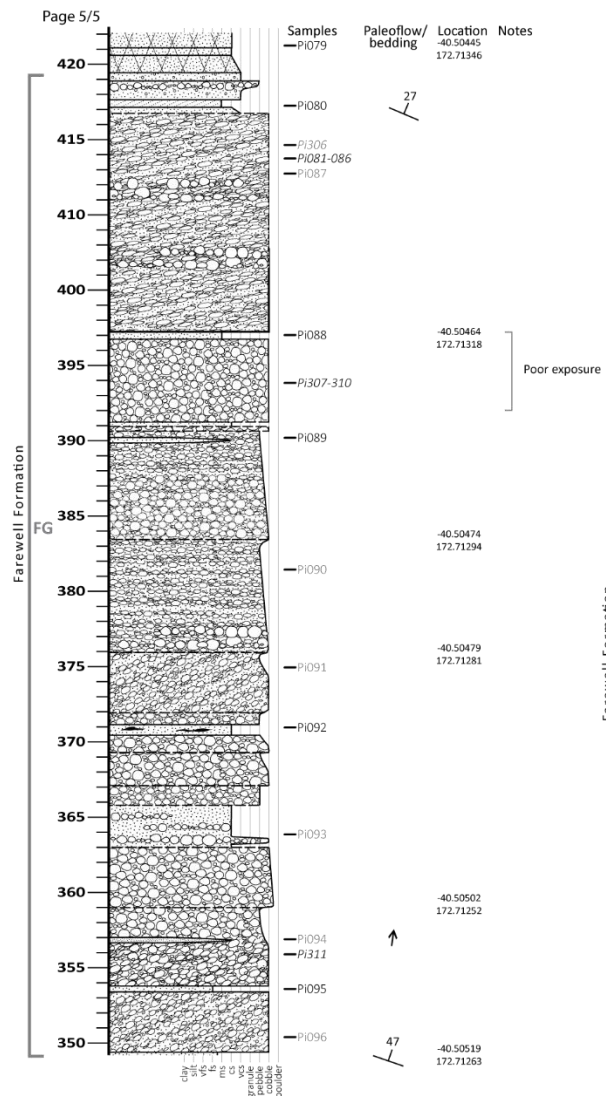 Page 5/5
Samples Paleoflow/ bedding Location Notes
Pi079 -40.50445
172.71346
420
Pi080 27
415
Pi306
Pi081-086
Pi087
410
405
400
Pi088 -40.50464
172.71318
395
Poor exposure
Pi307-310
390
Pi089
385
-40.50474
172.71294
380
Pi090
-40.50479
172.71281
375
Pi091
Pi092
370
365
Pi093
360
-40.50502
172.71252
Pi094
Pi311
355
Pi095
350
Pi096 47 -40.50519
172.71263
Farewell Formation
FG
clay
silt
vfs
fs
ms
cs
vcs
granule
pebble
cobble
boulder
Farewell Formation